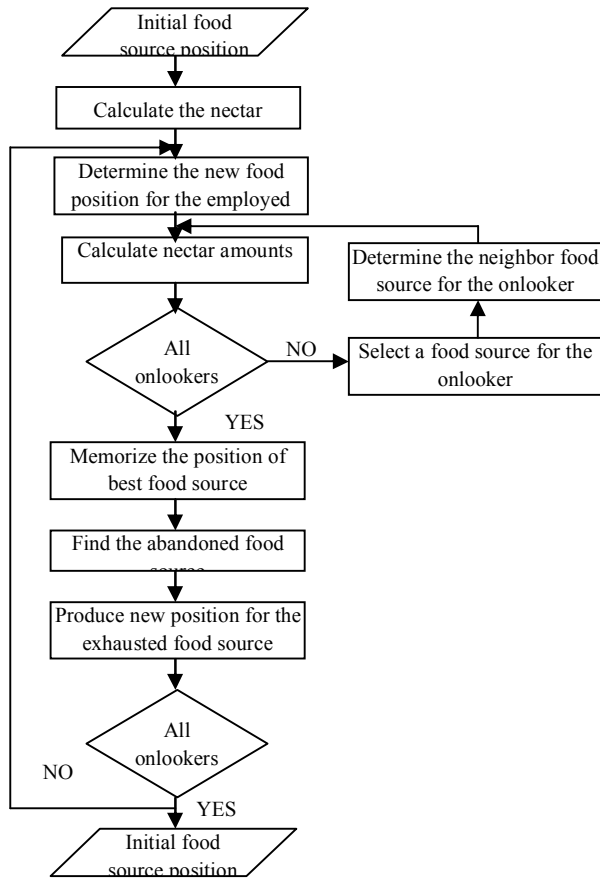 Initial food
source position
Calculate the nectar
Determine the new food
position for the employed
Calculate nectar amounts
Determine the neighbor food
source for the onlooker
All
onlookers
NO
Select a food source for the
onlooker
YES
Memorize the position of
best food source
Find the abandoned food
source
Produce new position for the
exhausted food source
All
onlookers
NO
YES
Initial food
source position